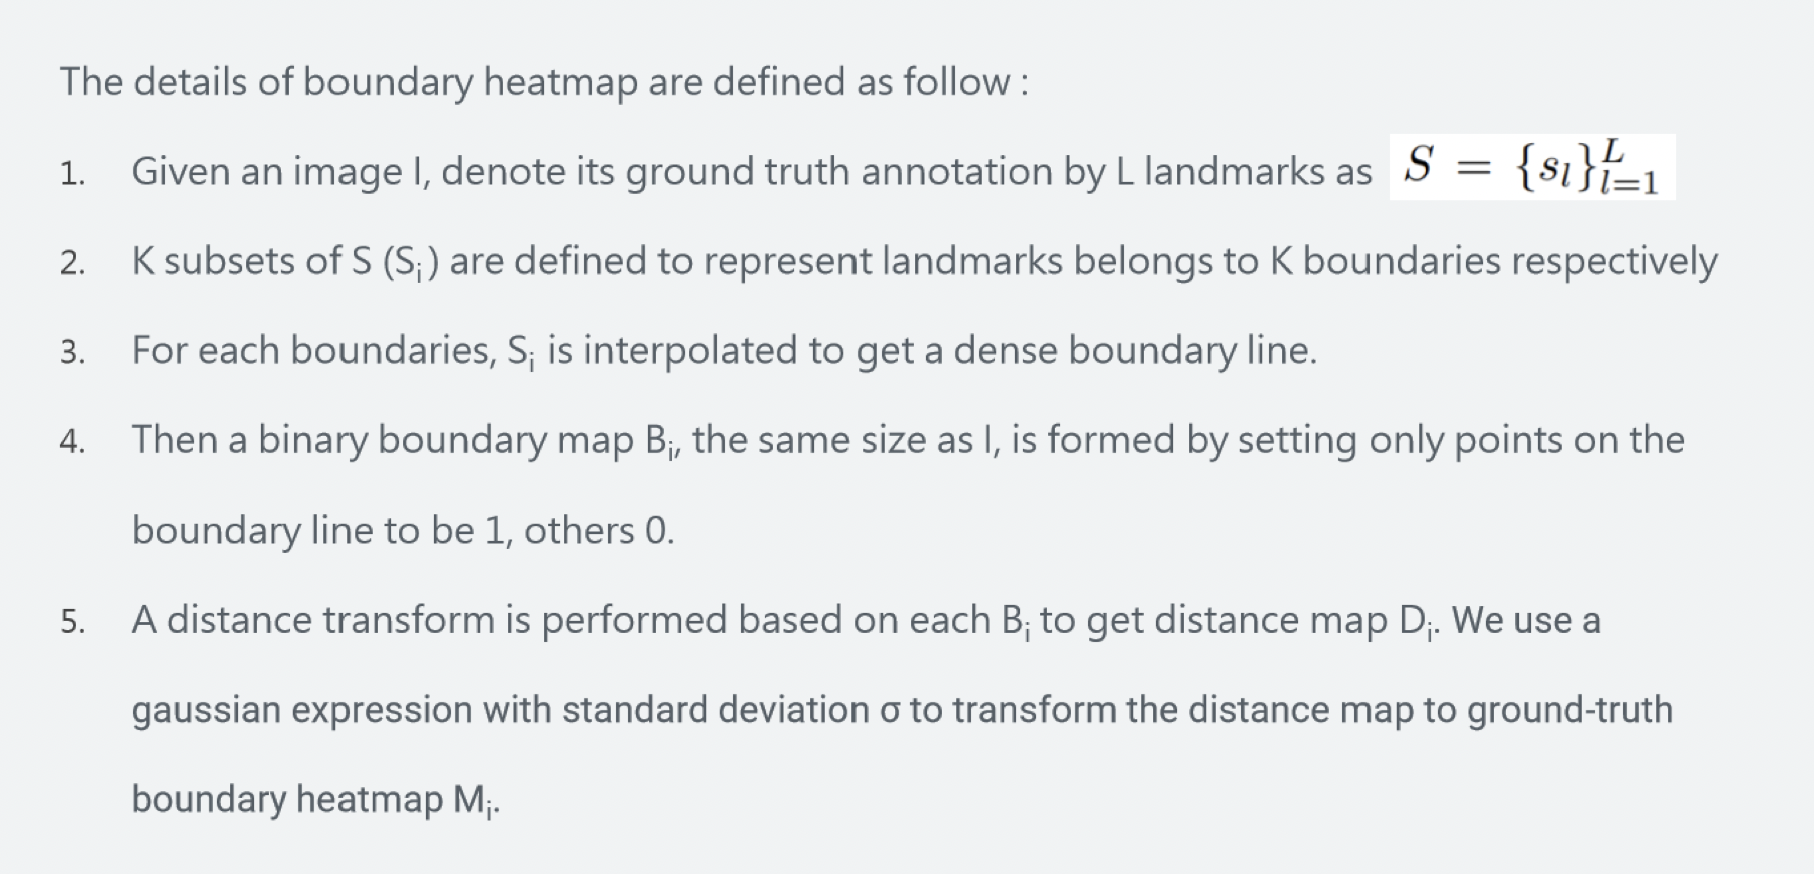 The details of boundary heatmap are defined as follow :
1. Given an image I, denote its ground truth annotation by L landmarks as S = {s_l}_{l=1}^{L}
2. K subsets of S (S_i) are defined to represent landmarks belongs to K boundaries respectively
3. For each boundaries, S_i is interpolated to get a dense boundary line.
4. Then a binary boundary map B_i, the same size as I, is formed by setting only points on the
boundary line to be 1, others 0.
5. A distance transform is performed based on each B_i to get distance map D_i. We use a
gaussian expression with standard deviation σ to transform the distance map to ground-truth
boundary heatmap M_i.